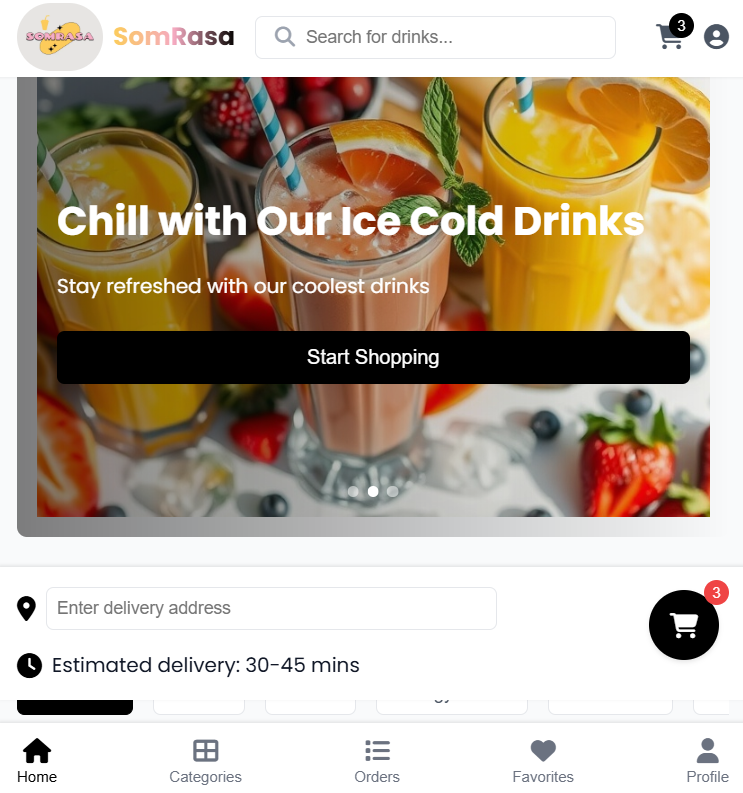 SOMRASA
SomRasa
Search for drinks...
3
Chill with Our Ice Cold Drinks
Stay refreshed with our coolest drinks
Start Shopping
Enter delivery address
3
Estimated delivery: 30-45 mins
Home
Categories
Orders
Favorites
Profile